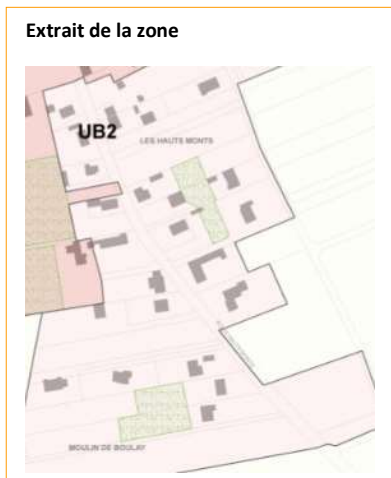 Extrait de la zone
UB2
LES HAUTS MONTS
MOULIN DE BOULAY